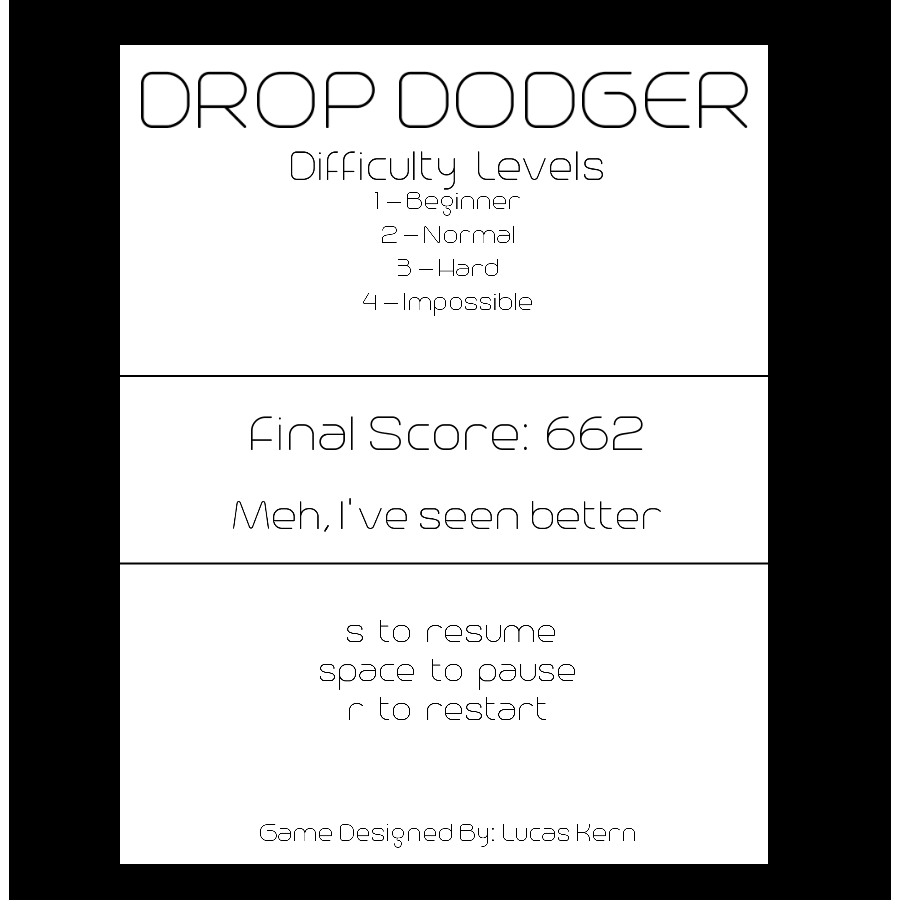 DROP DODGER
Difficulty Levels
1 - Beginner
2 - Normal
3 - Hard
4 - Impossible
Final Score: 662
Meh, I've seen better
s to resume
space to pause
r to restart
Game Designed By: Lucas Kern